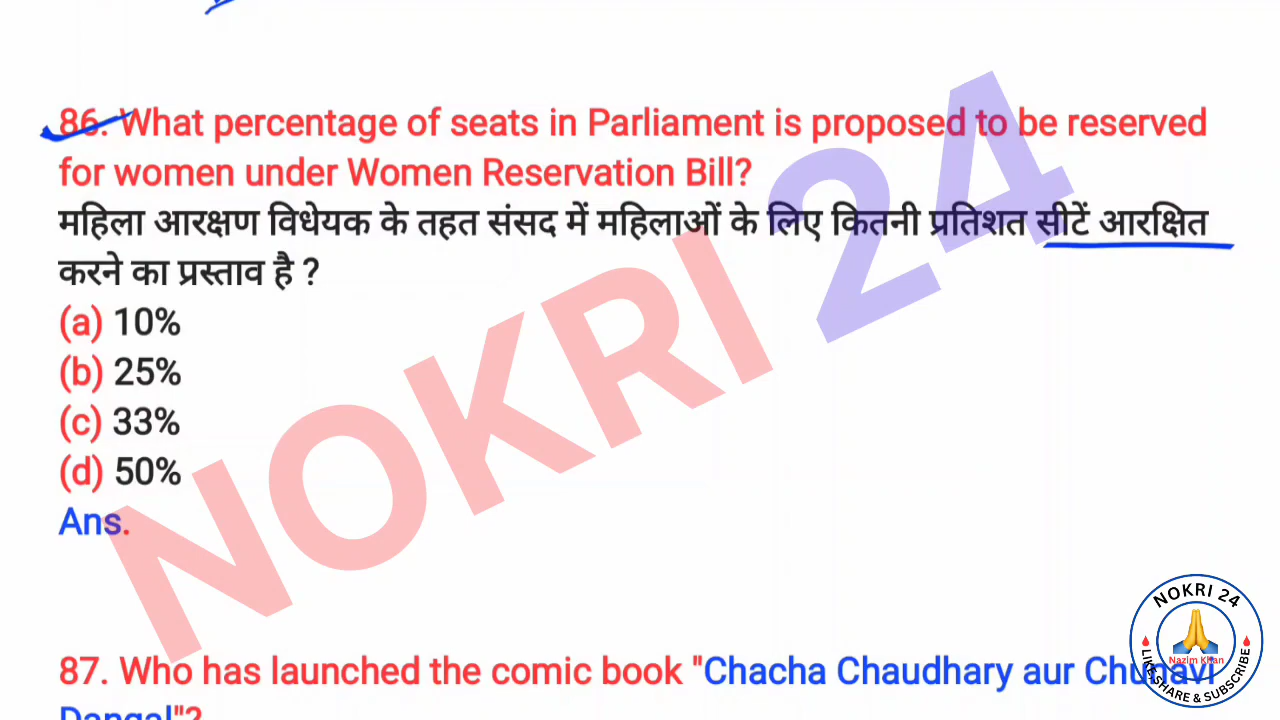 86. What percentage of seats in Parliament is proposed to be reserved
for women under Women Reservation Bill?
महिला आरक्षण विधेयक के तहत संसद में महिलाओं के लिए कितनी प्रतिशत सीटें आरक्षित
करने का प्रस्ताव है ?
(a) 10%
(b) 25%
(c) 33%
(d) 50%
Ans.
NOKRI 24
NOKRI 24
Nazim Khan
LIKE SHARE & SUBSCRIBE
87. Who has launched the comic book "Chacha Chaudhary aur Chunavi
Dangal"?